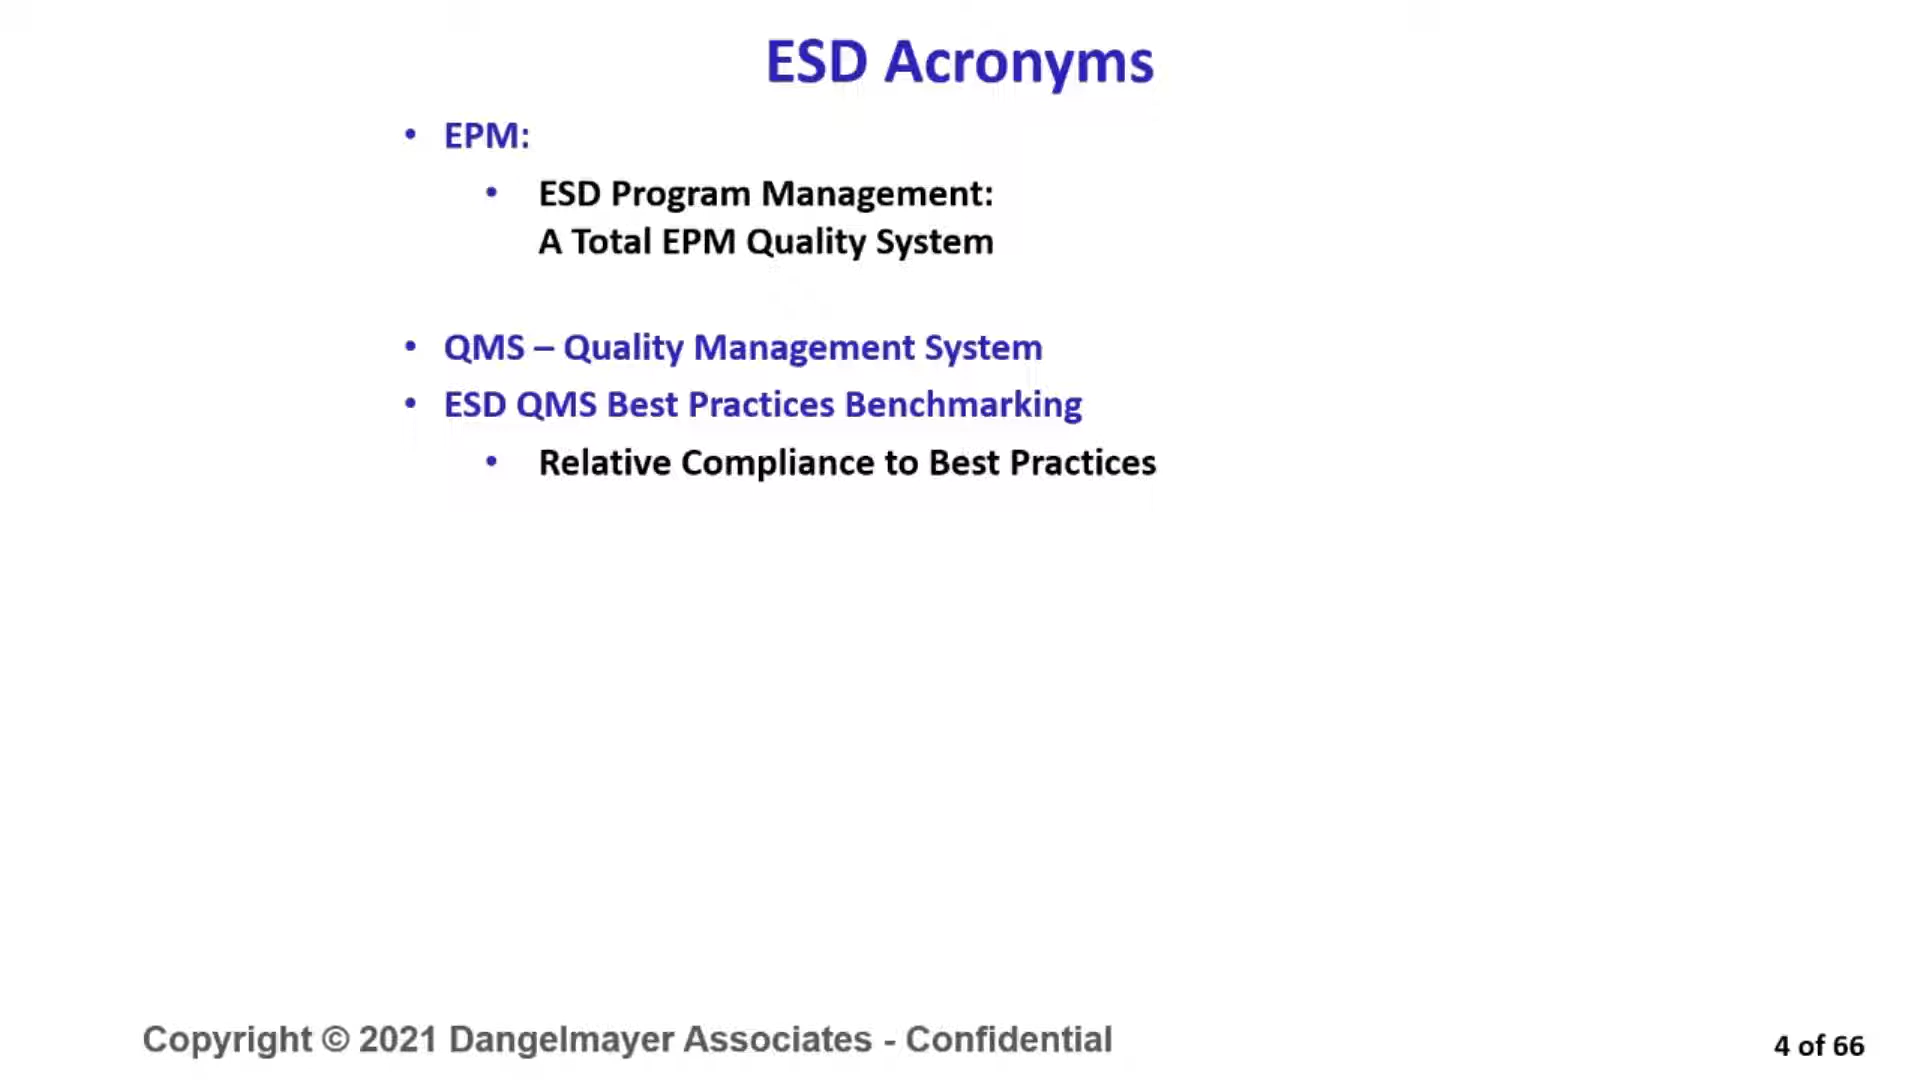 ESD Acronyms
• EPM:
• ESD Program Management:
A Total EPM Quality System
• QMS – Quality Management System
• ESD QMS Best Practices Benchmarking
• Relative Compliance to Best Practices
Copyright © 2021 Dangelmayer Associates - Confidential
4 of 66